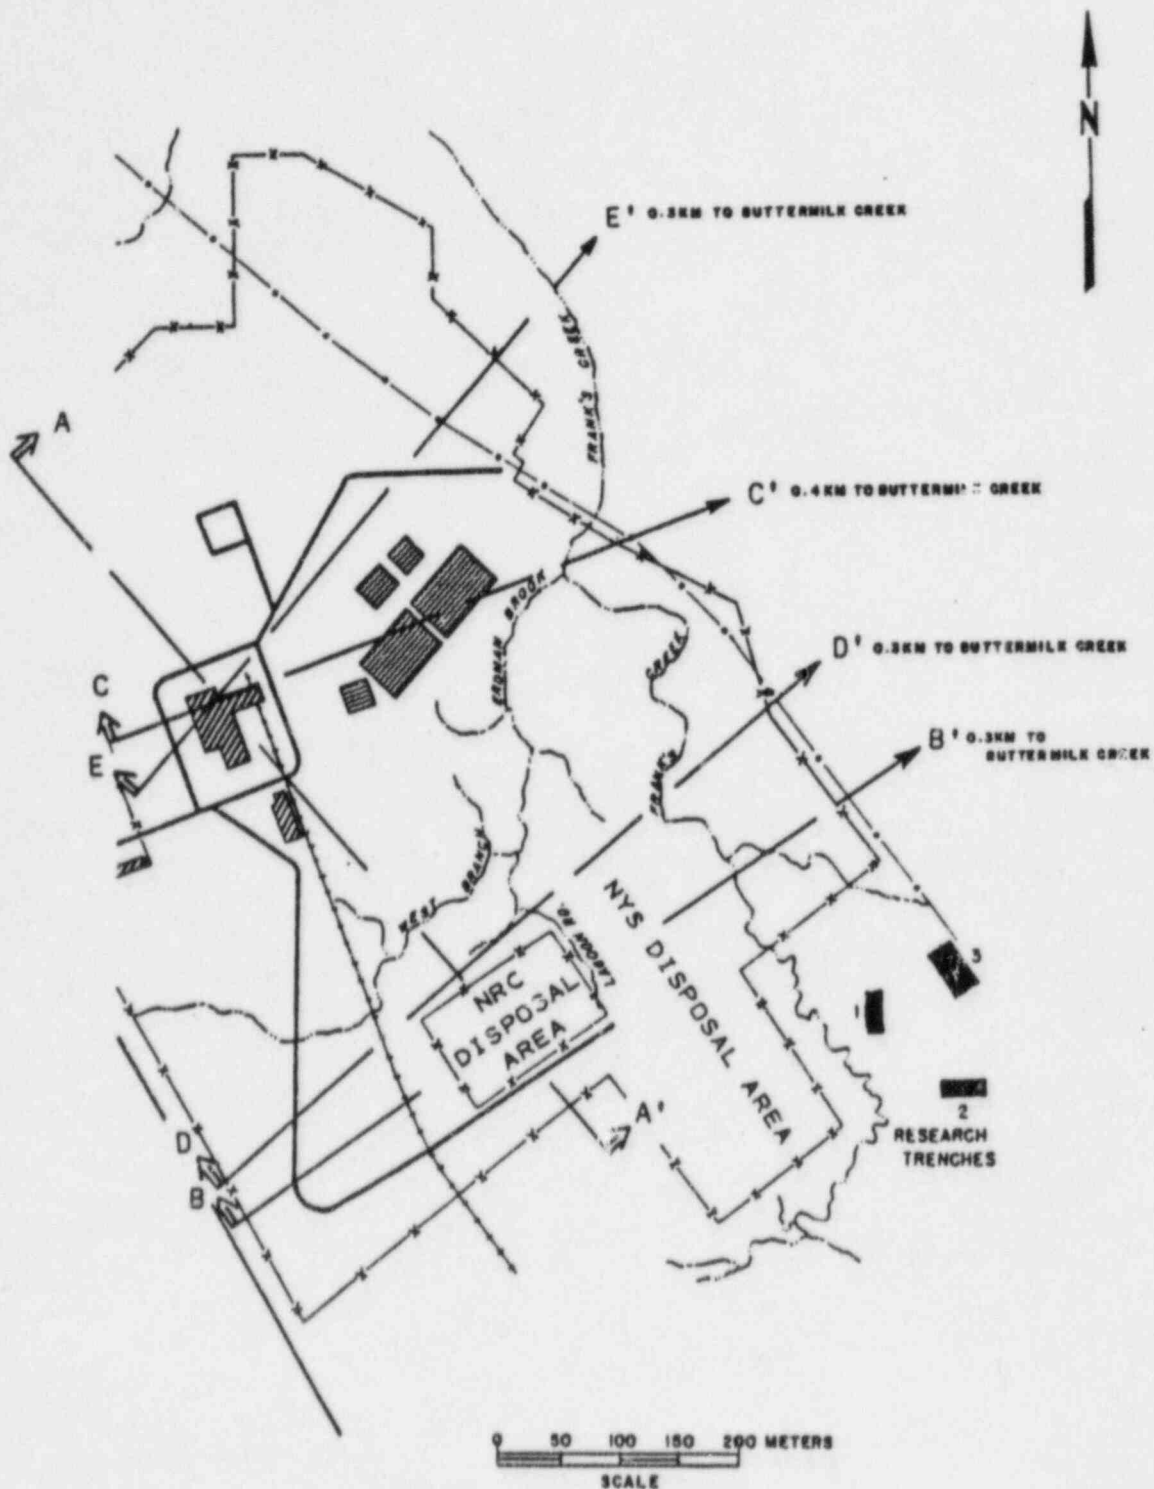 N
E' 0.3KM TO BUTTERMILK CREEK
FRANK'S CREEK
A
C' 0.4KM TO BUTTERMILK CREEK
ERDMAN BROOK
FRANK'S CREEK
D' 0.3KM TO BUTTERMILK CREEK
C
B' 0.3KM TO
BUTTERMILK CREEK
E
WEST BRANCH
LAGOON RD.
NYS DISPOSAL AREA
NRC
DISPOSAL
AREA
3
1
A'
2
RESEARCH
TRENCHES
D
B
0 50 100 150 200 METERS
SCALE